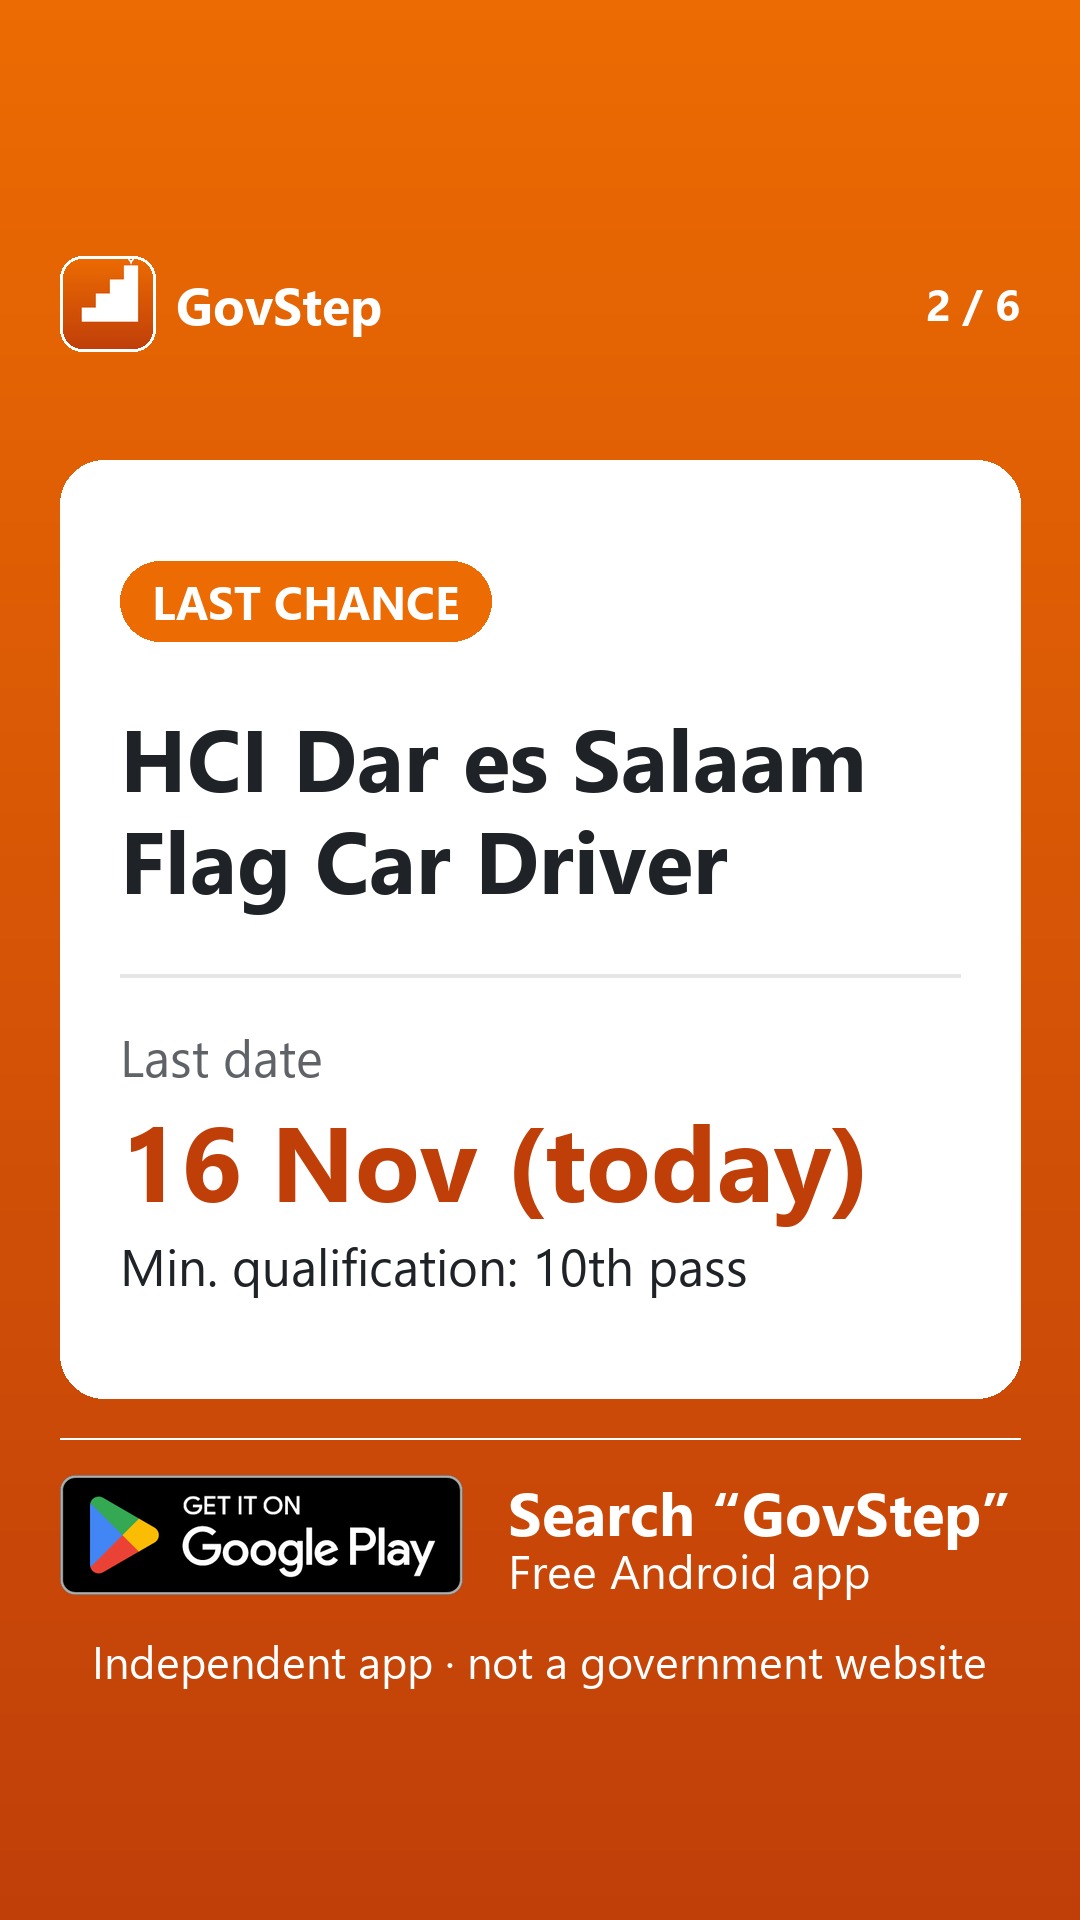 GovStep
2 / 6
LAST CHANCE
HCI Dar es Salaam
Flag Car Driver
Last date
16 Nov (today)
Min. qualification: 10th pass
GET IT ON
Google Play
Search “GovStep”
Free Android app
Independent app · not a government website